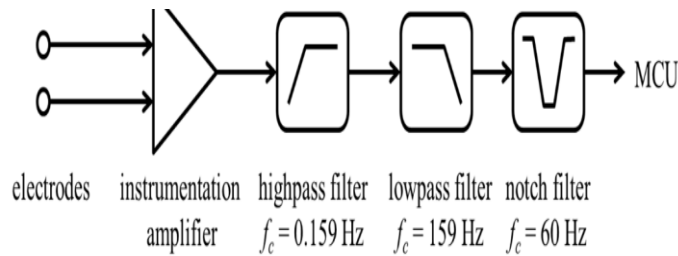 MCU
electrodes instrumentation amplifier highpass filter lowpass filter notch filter
f_c = 0.159 Hz f_c = 159 Hz f_c = 60 Hz